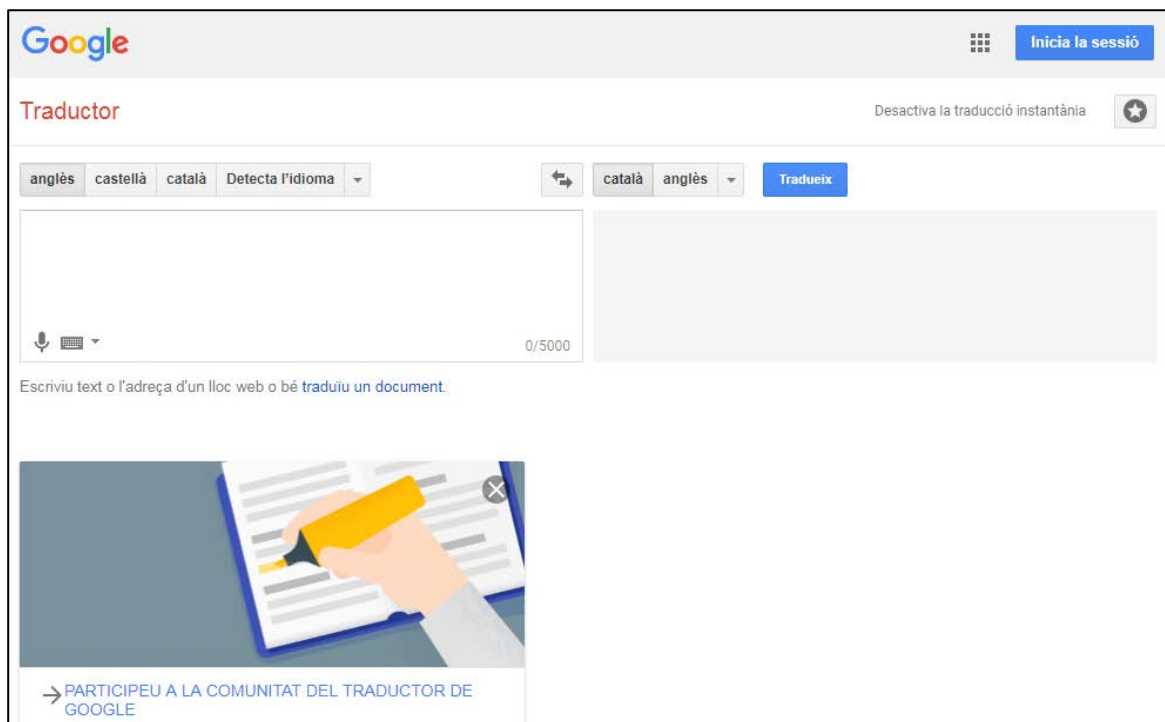 Google
Inicia la sessió
Traductor
Desactiva la traducció instantània
anglès castellà català Detecta l'idioma
català anglès
Tradueix
0/5000
Escriviu text o l'adreça d'un lloc web o bé traduïu un document.
PARTICIPEU A LA COMUNITAT DEL TRADUCTOR DE
GOOGLE